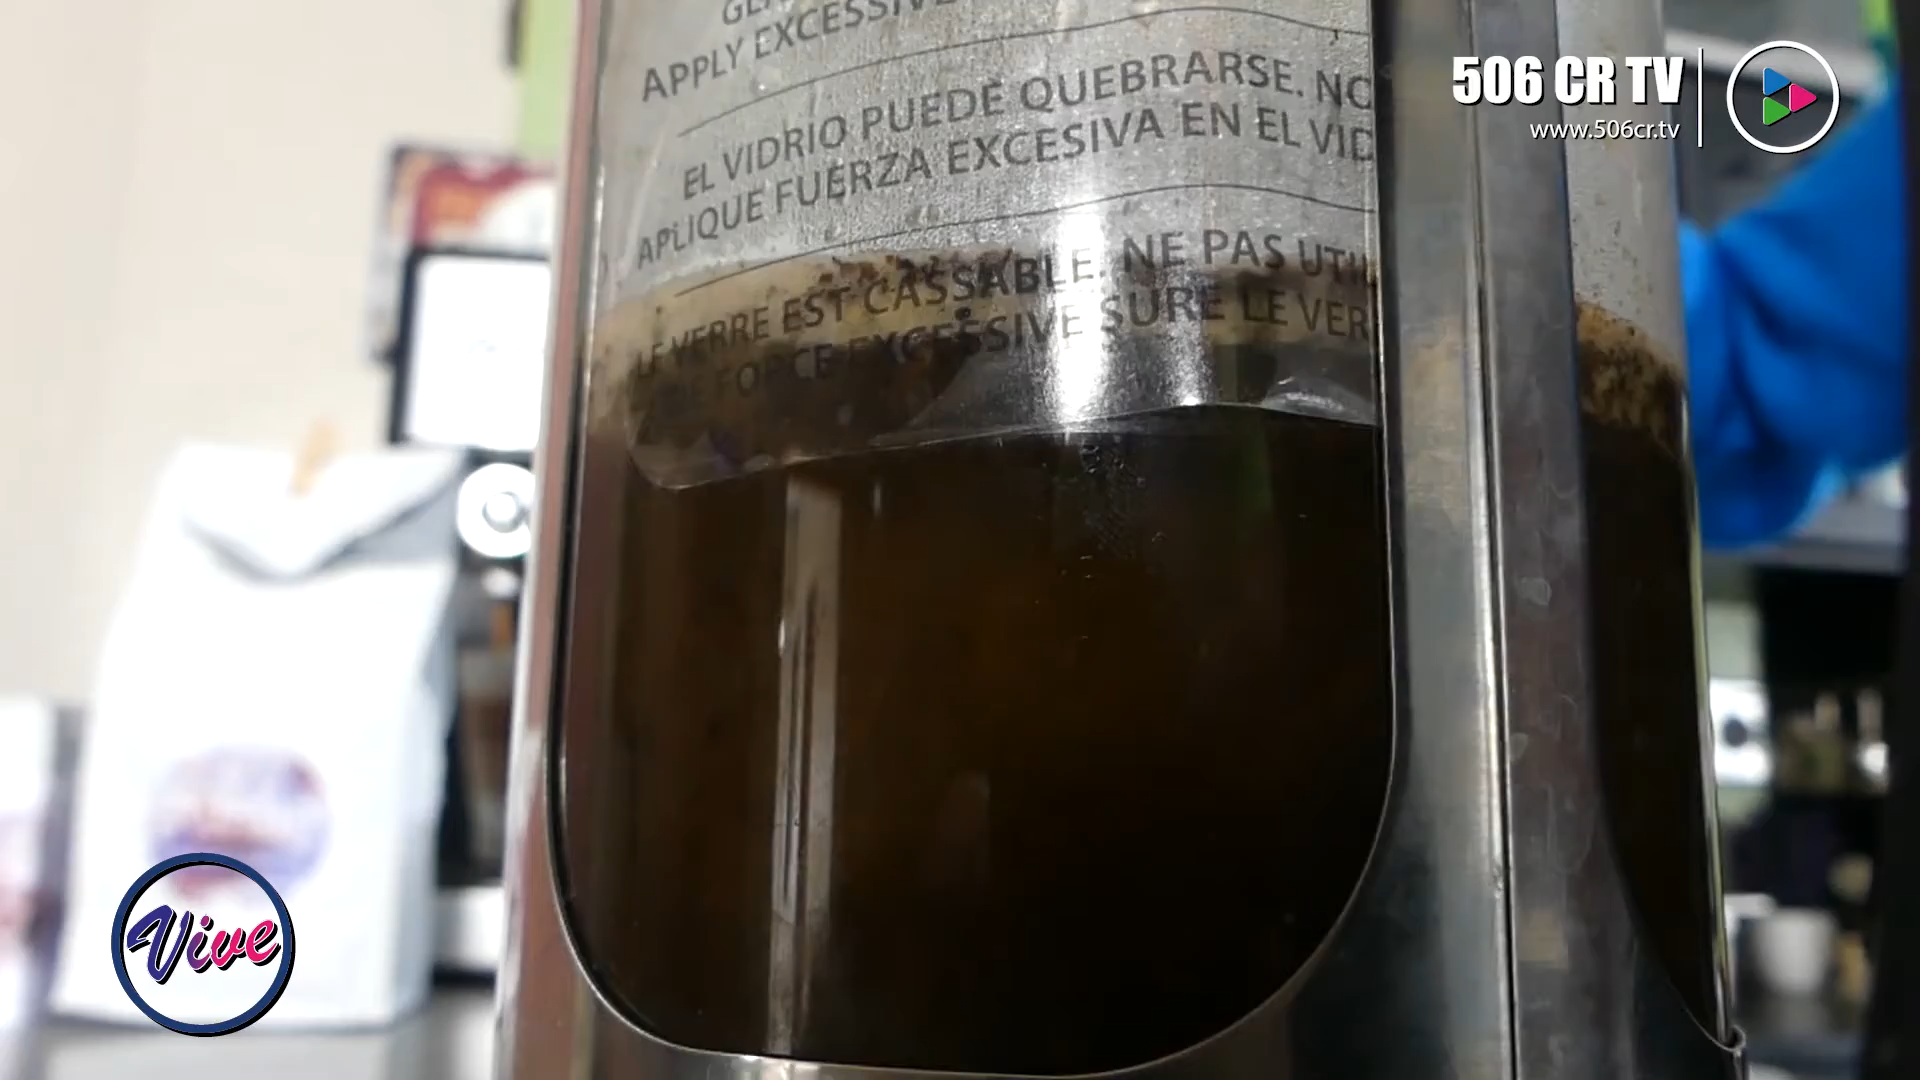 506 CR TV
www.506cr.tv
APPLY EXCESSIVE
EL VIDRIO PUEDE QUEBRARSE. NO
APLIQUE FUERZA EXCESIVA EN EL VID
LE VERRE EST CASSABLE. NE PAS UTIL
FORCE EXCESSIVE SURE LE VER
Vive